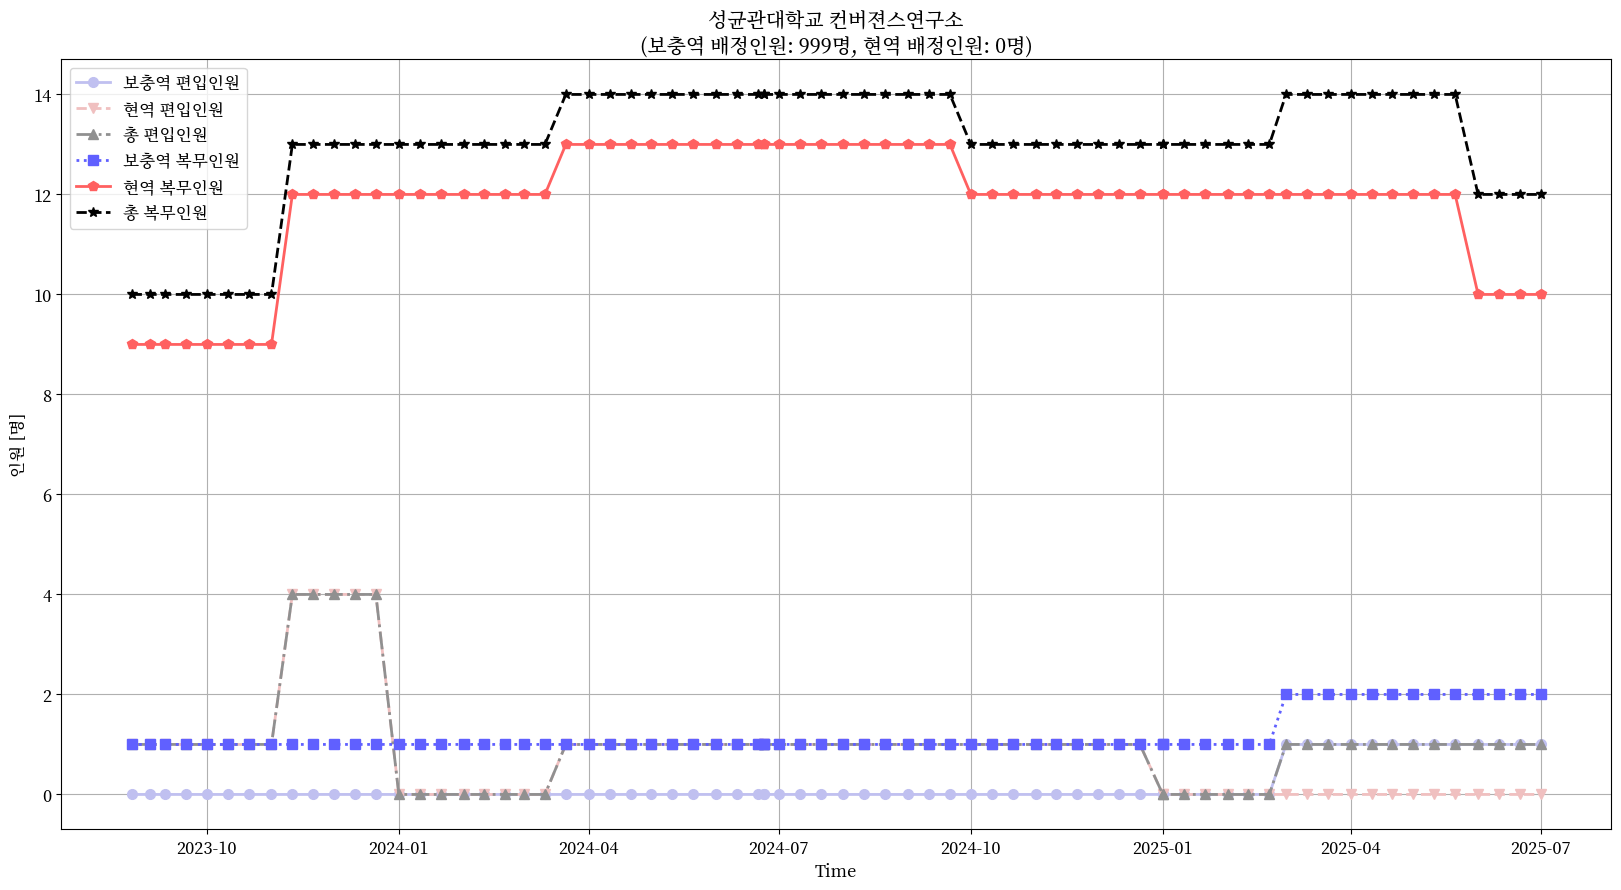 성균관대학교 컨버젼스연구소
(보충역 배정인원: 999명, 현역 배정인원: 0명)
보충역 편입인원
현역 편입인원
총 편입인원
보충역 복무인원
현역 복무인원
총 복무인원
인원 [명]
14
12
10
8
6
4
2
0
2023-10
2024-01
2024-04
2024-07
2024-10
2025-01
2025-04
2025-07
Time